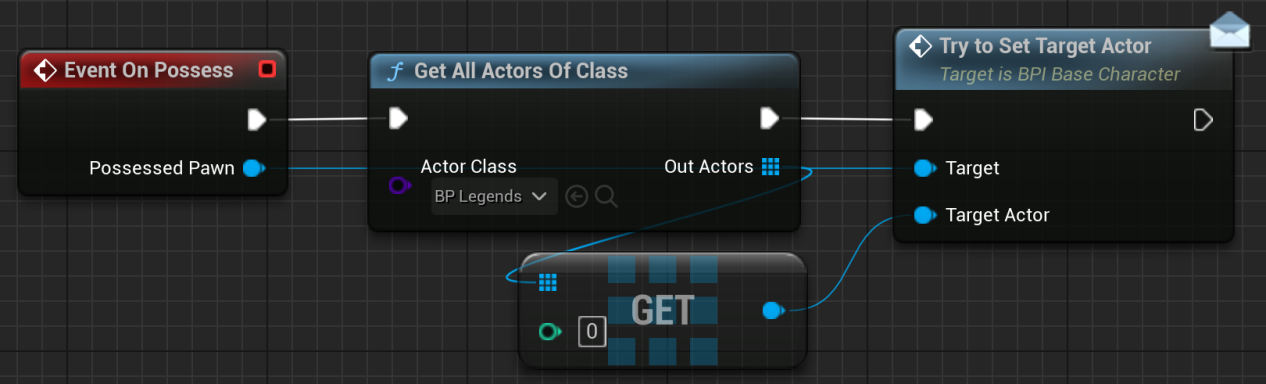 Event On Possess
Possessed Pawn
f Get All Actors Of Class
Actor Class
Out Actors
BP Legends
Try to Set Target Actor
Target is BPI Base Character
Target
Target Actor
GET
0